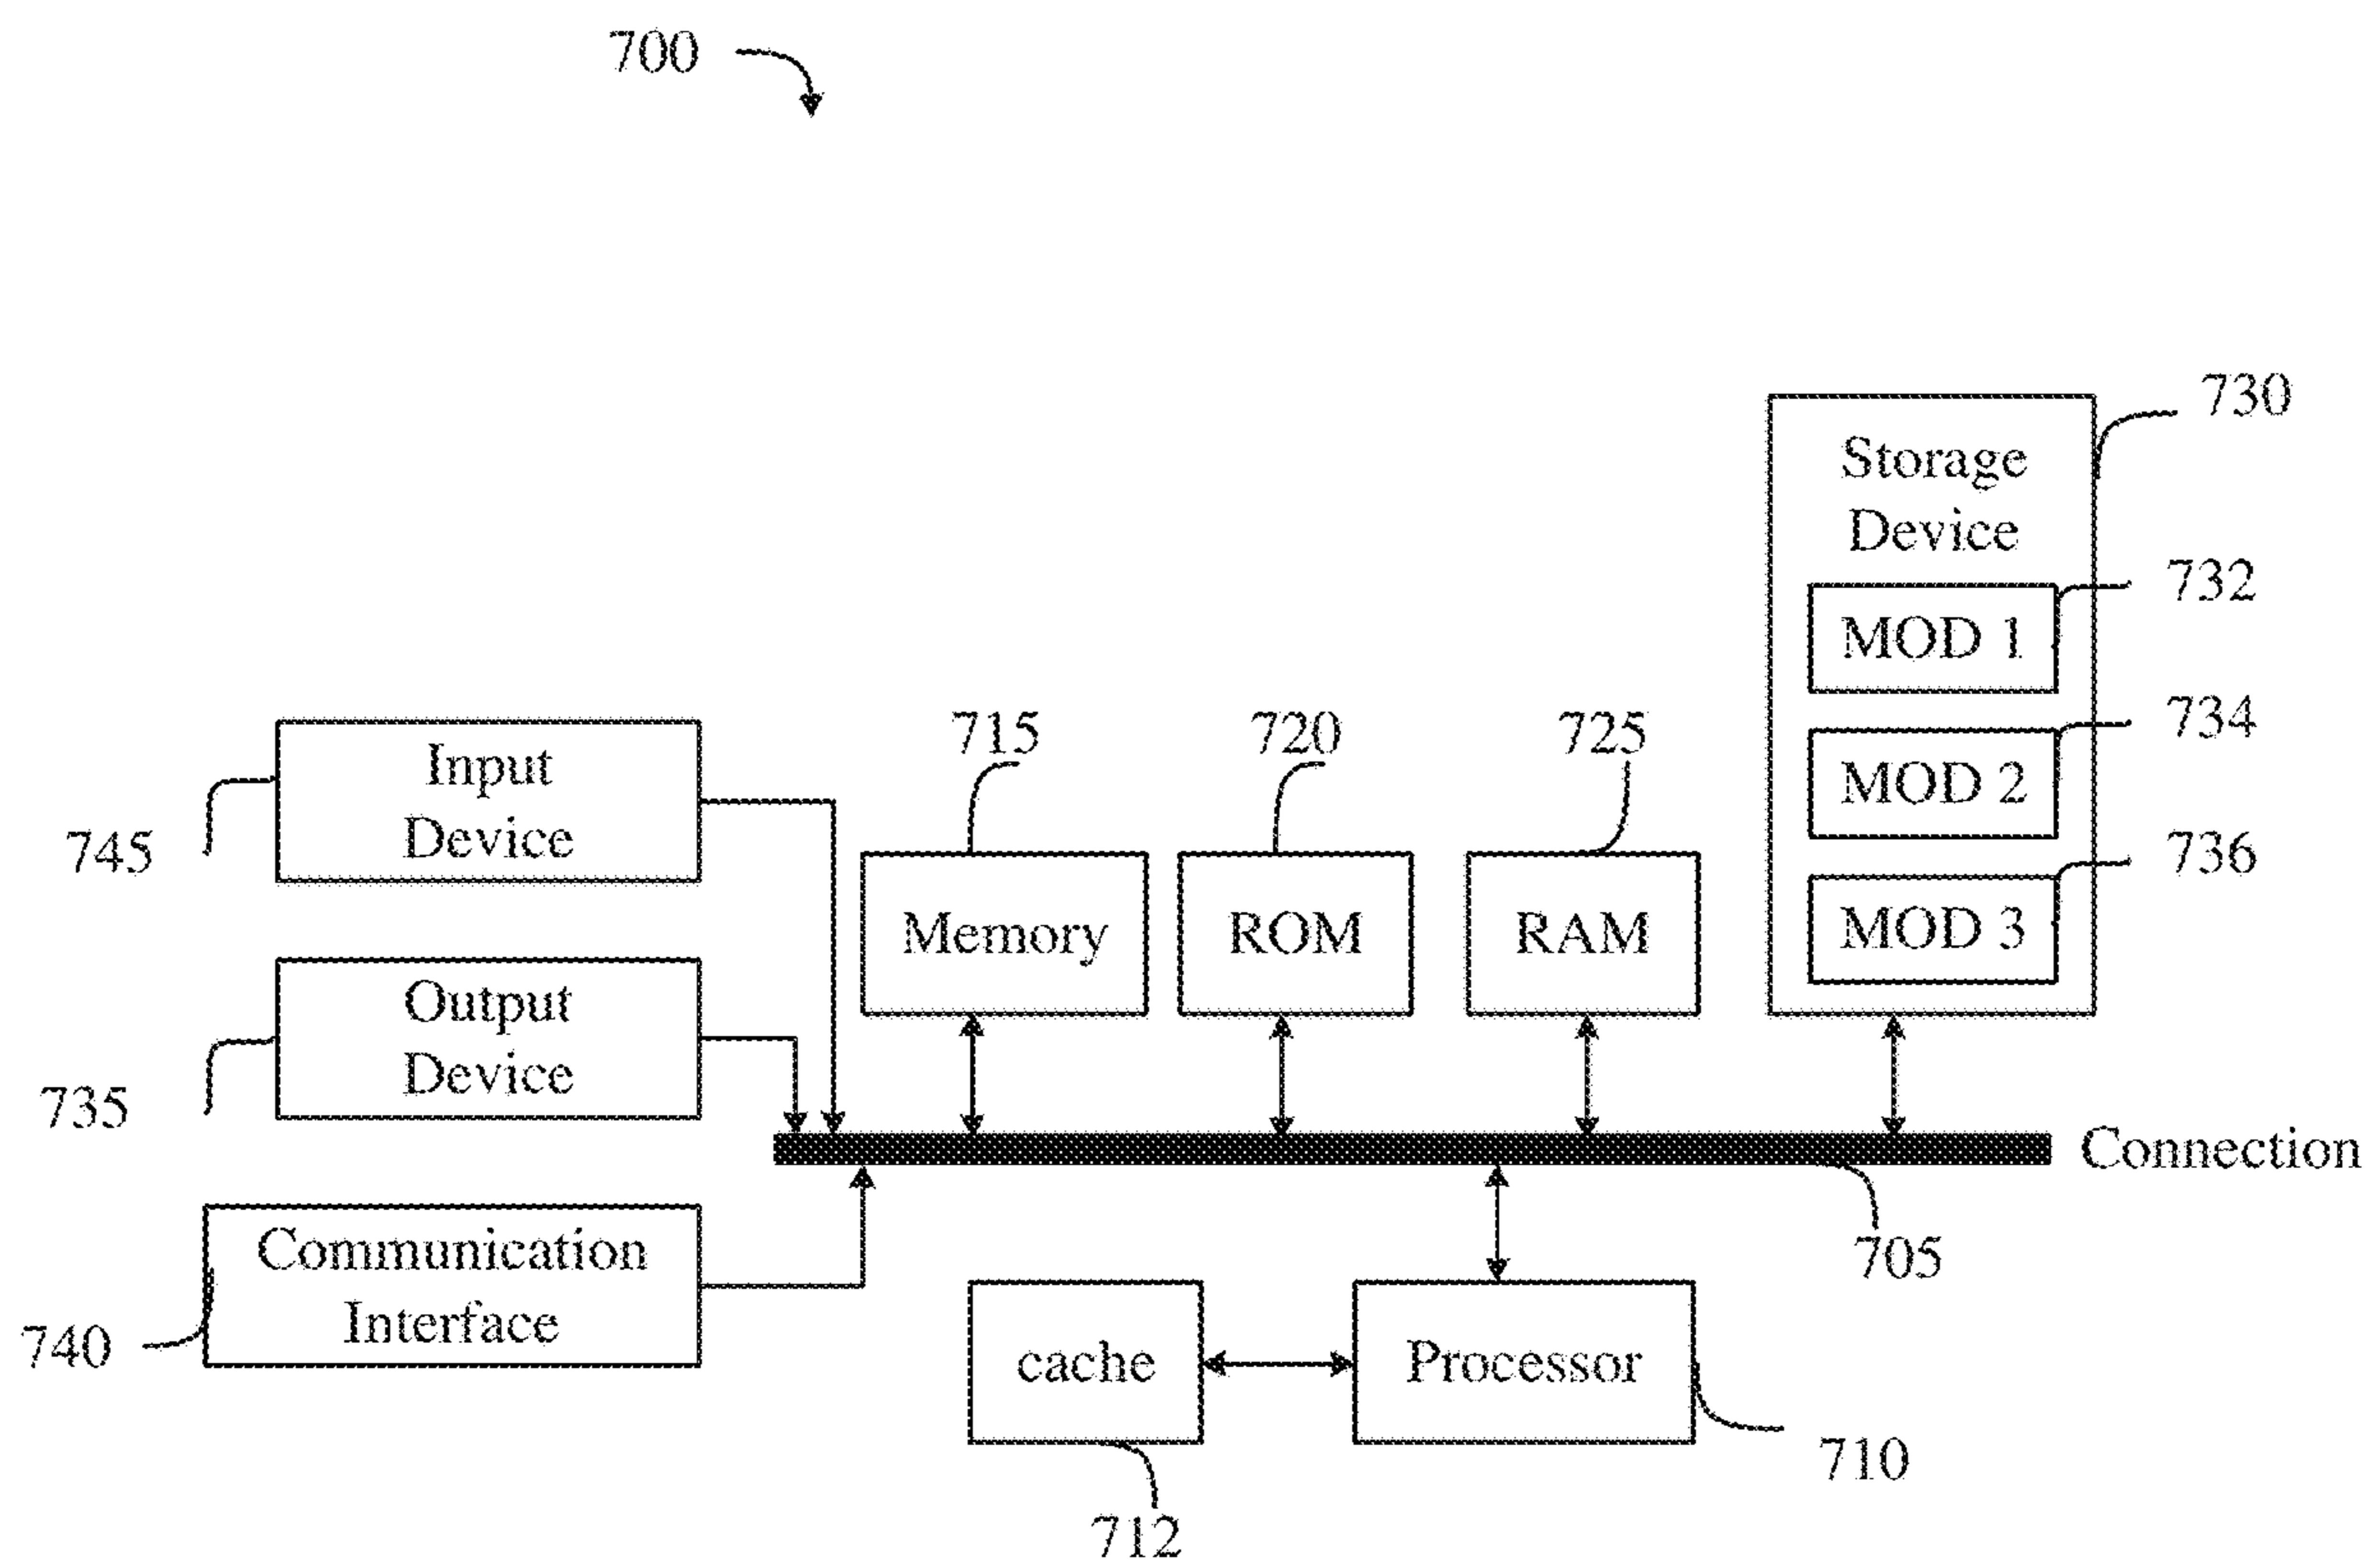 700
730
Storage
Device
732
MOD 1
734
MOD 2
736
MOD 3
715
720
725
Input
Device
745
Memory
ROM
RAM
Output
Device
735
Connection
705
Communication
Interface
740
cache
Processor
710
712